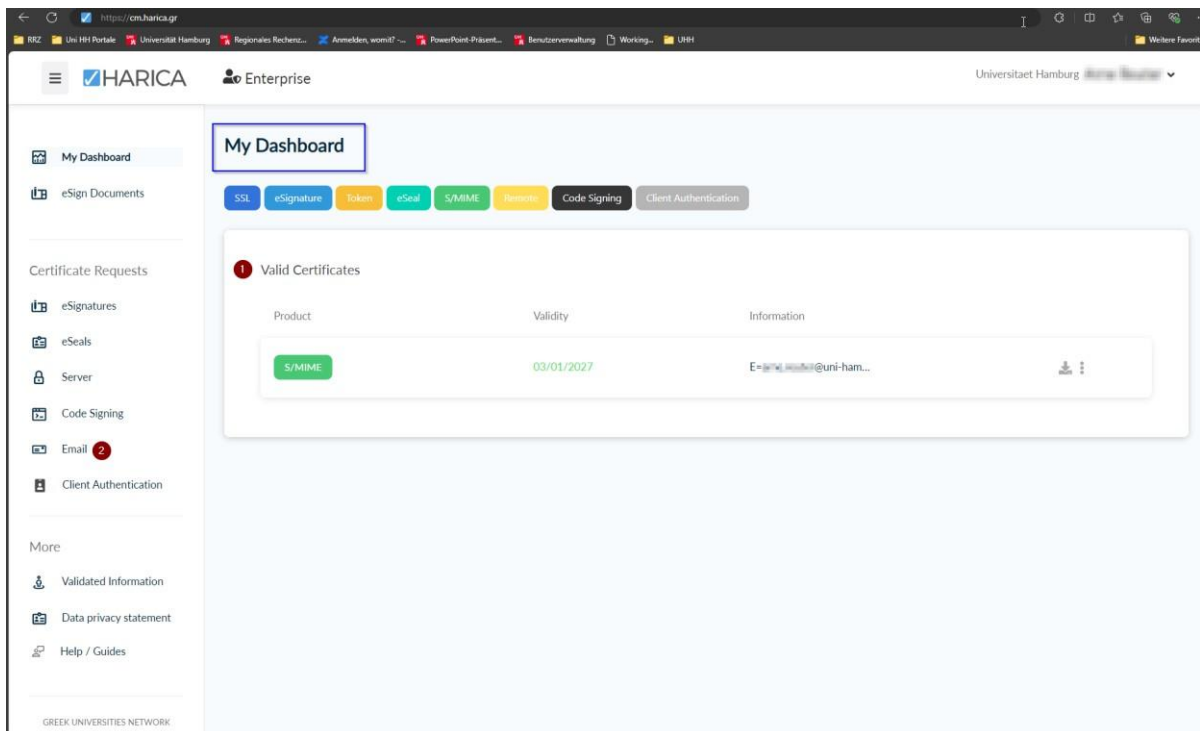 https://cm.harica.gr
RRZ Uni HH Portale Universität Hamburg Regionales Rechenz... Anmelden, womit? -... PowerPoint-Präsent... Benutzerverwaltung Working... UHH Weitere Favorit
HARICA Enterprise Universitaet Hamburg
My Dashboard
eSign Documents
Certificate Requests
eSignatures
eSeals
Server
Code Signing
Email 2
Client Authentication
More
Validated Information
Data privacy statement
Help / Guides
GREEK UNIVERSITIES NETWORK
My Dashboard
SSL eSignature Token eSeal S/MIME Remote Code Signing Client Authentication
1 Valid Certificates
Product Validity Information
S/MIME 03/01/2027 E= @uni-ham...